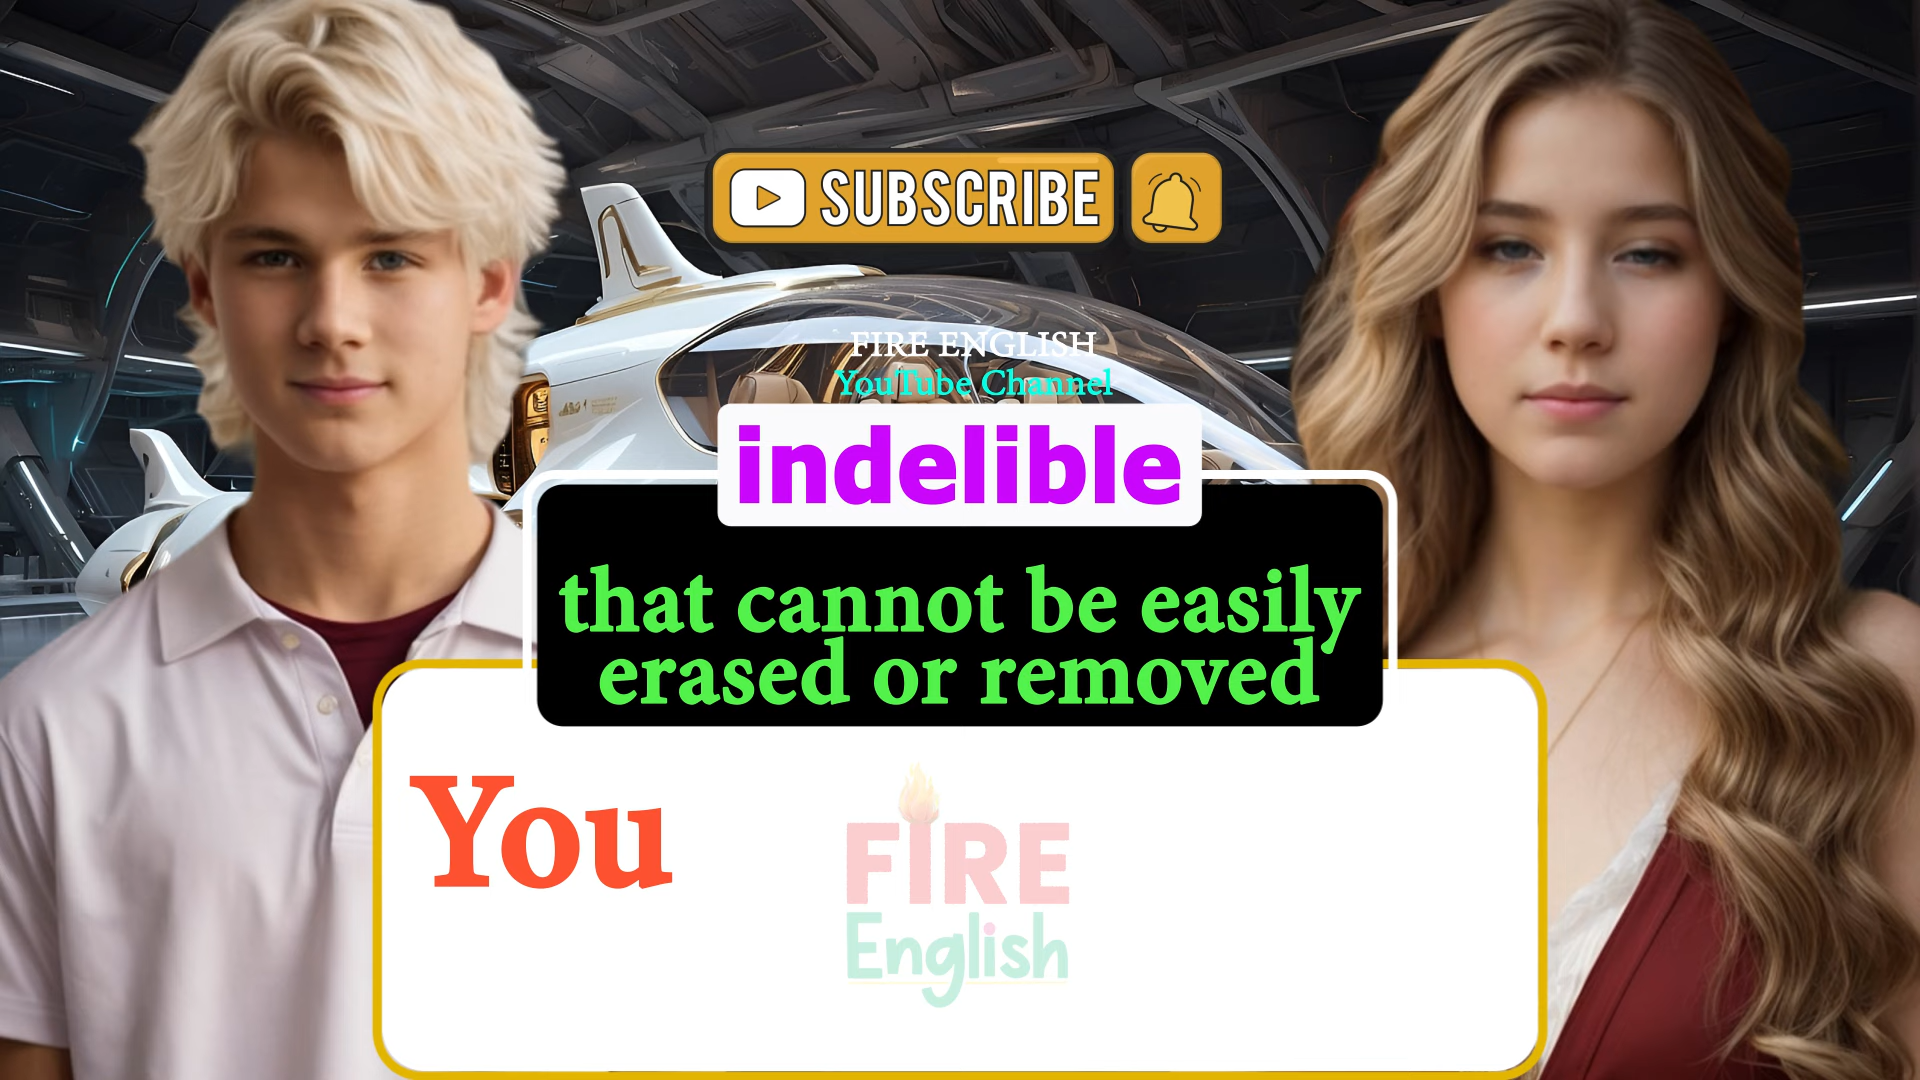 SUBSCRIBE
FIRE ENGLISH
YouTube Channel
indelible
that cannot be easily
erased or removed
You
FIRE
English